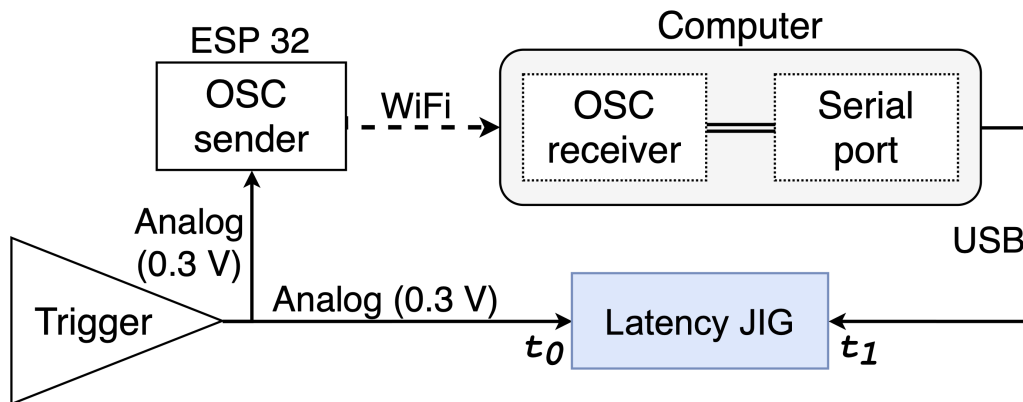 Computer
ESP 32
OSC
sender
WiFi
OSC
receiver
Serial
port
Analog
(0.3 V)
USB
Trigger
Analog (0.3 V)
Latency JIG
t0
t1